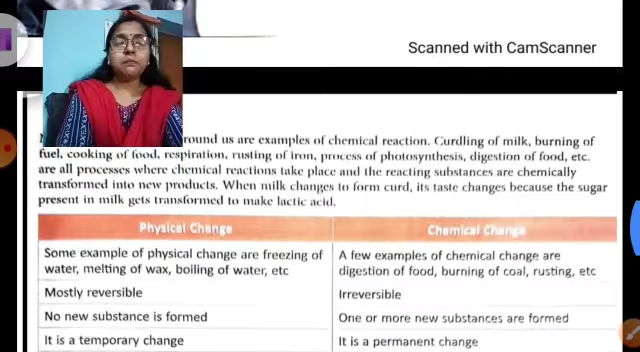 Scanned with CamScanner
round us are examples of chemical reaction. Curdling of milk, burning of
fuel, cooking of food, respiration, rusting of iron, process of photosynthesis, digestion of food, etc.
are all processes where chemical reactions take place and the reacting substances are chemically
transformed into new products. When milk changes to form curd, its taste changes because the sugar
present in milk gets transformed to make lactic acid.
Physical Change
Chemical Change
Some example of physical change are freezing of
water, melting of wax, boiling of water, etc
A few examples of chemical change are
digestion of food, burning of coal, rusting, etc
Mostly reversible
Irreversible
No new substance is formed
One or more new substances are formed
It is a temporary change
It is a permanent change